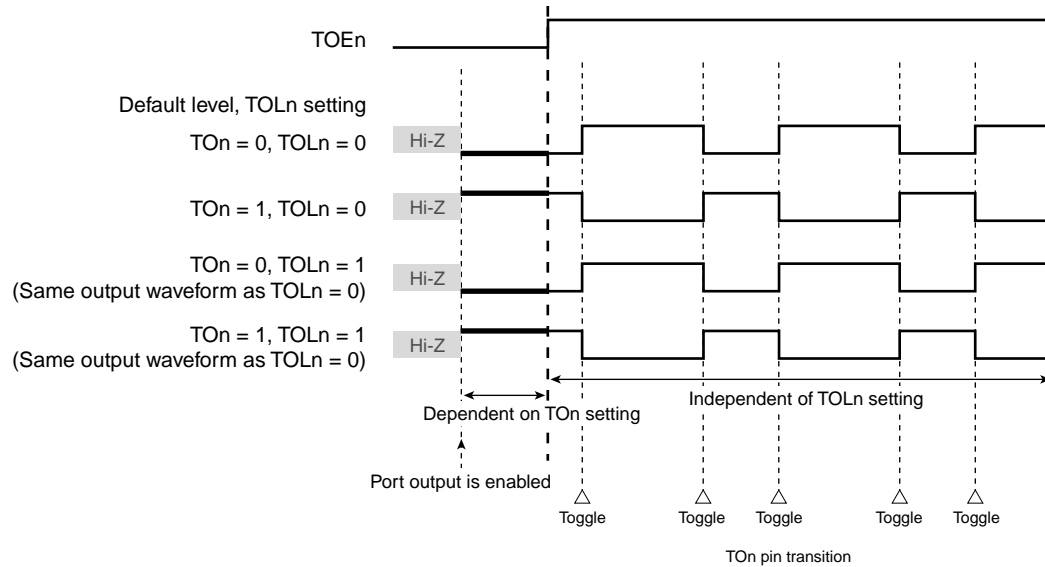 TOEn
Default level, TOLn setting
TOn = 0, TOLn = 0
Hi-Z
TOn = 1, TOLn = 0
Hi-Z
TOn = 0, TOLn = 1
(Same output waveform as TOLn = 0)
Hi-Z
TOn = 1, TOLn = 1
(Same output waveform as TOLn = 0)
Hi-Z
Dependent on TOn setting
Independent of TOLn setting
Port output is enabled
Toggle Toggle Toggle Toggle Toggle
TOn pin transition